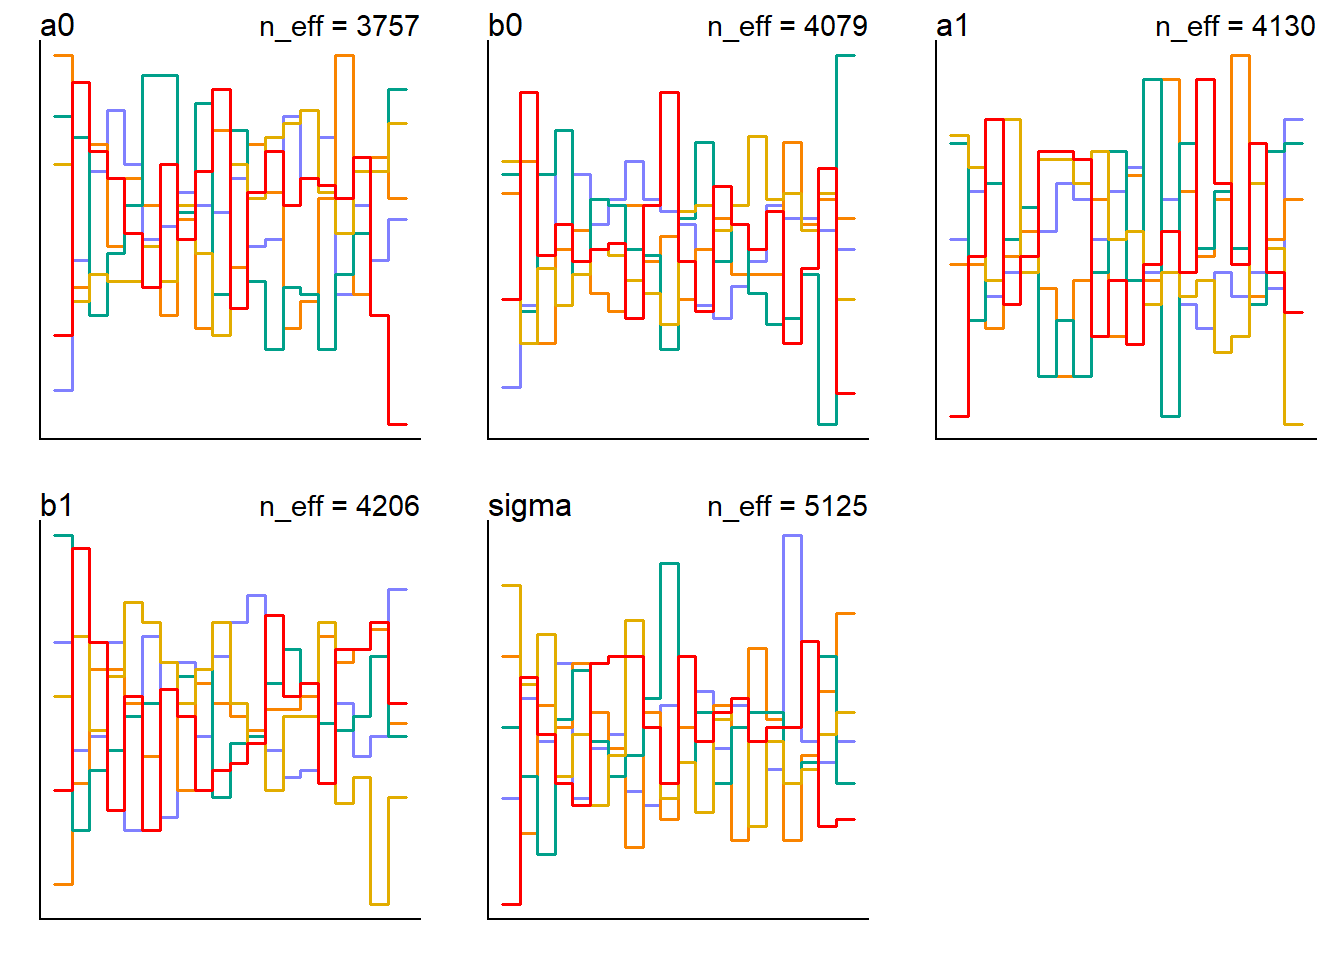 a0 n_eff = 3757
b0 n_eff = 4079
a1 n_eff = 4130
b1 n_eff = 4206
sigma n_eff = 5125